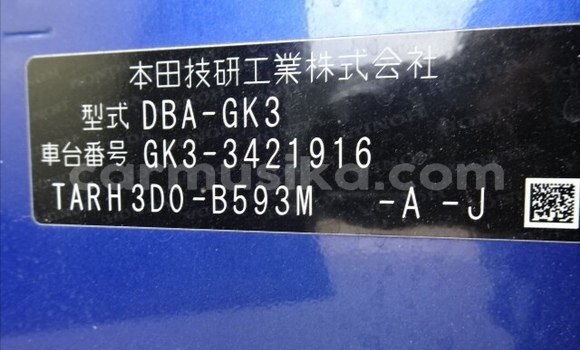 本田技研工業株式会社
型式 DBA-GK3
車台番号 GK3-3421916
carmusika.com
TARH3D0-B593M -A -J